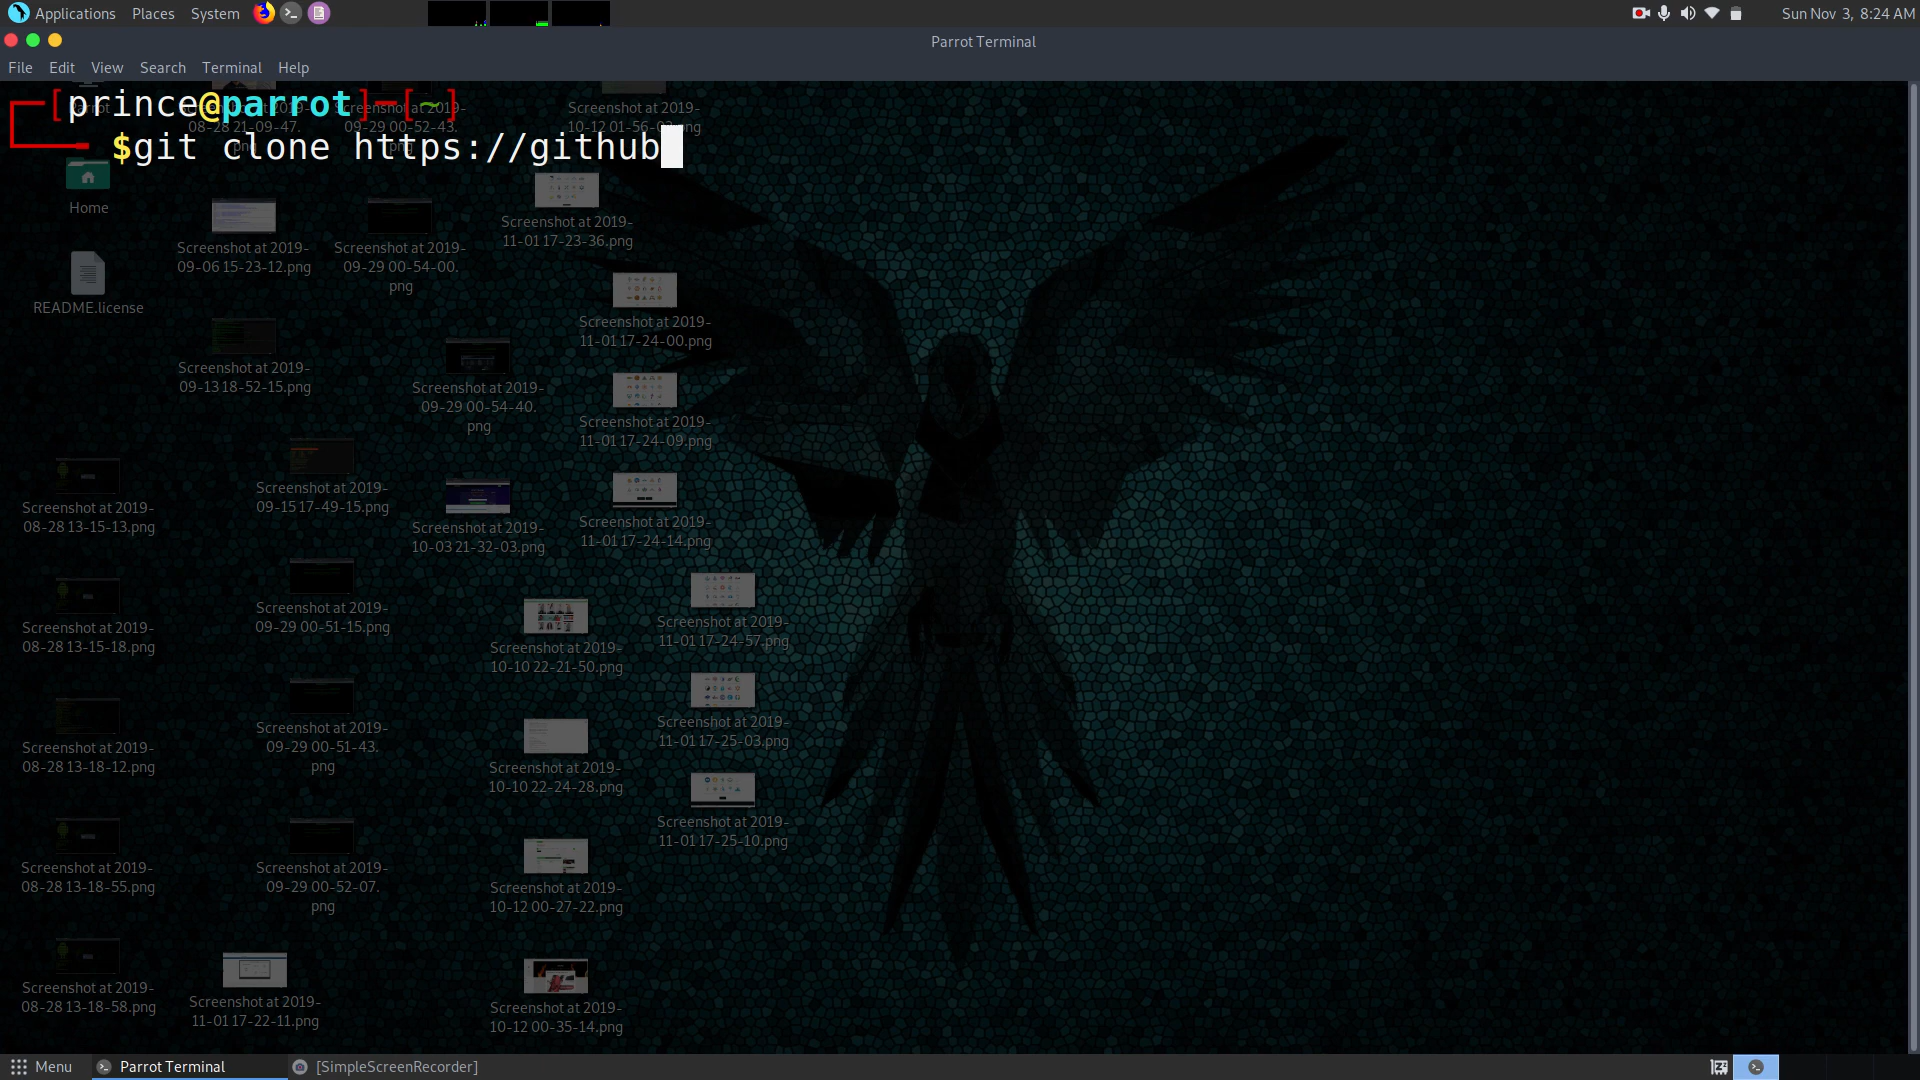 Applications Places System
Sun Nov 3, 8:24 AM
Parrot Terminal
File Edit View Search Terminal Help
[prince@parrot]─[~]
$git clone https://github
Screenshot at 2019-
10-12 01-56-02.png
08-28 21-09-47.
png
09-29 00-52-43.
png
Home
README.license
Screenshot at 2019-
08-28 13-15-13.png
Screenshot at 2019-
08-28 13-15-18.png
Screenshot at 2019-
08-28 13-18-12.png
Screenshot at 2019-
08-28 13-18-55.png
Screenshot at 2019-
08-28 13-18-58.png
Screenshot at 2019-
09-06 15-23-12.png
Screenshot at 2019-
09-13 18-52-15.png
Screenshot at 2019-
09-15 17-49-15.png
Screenshot at 2019-
09-29 00-51-15.png
Screenshot at 2019-
09-29 00-51-43.
png
Screenshot at 2019-
09-29 00-52-07.
png
Screenshot at 2019-
11-01 17-22-11.png
Screenshot at 2019-
09-29 00-54-00.
png
Screenshot at 2019-
09-29 00-54-40.
png
Screenshot at 2019-
10-03 21-32-03.png
Screenshot at 2019-
10-10 22-21-50.png
Screenshot at 2019-
10-10 22-24-28.png
Screenshot at 2019-
10-12 00-27-22.png
Screenshot at 2019-
10-12 00-35-14.png
Screenshot at 2019-
11-01 17-23-36.png
Screenshot at 2019-
11-01 17-24-00.png
Screenshot at 2019-
11-01 17-24-09.png
Screenshot at 2019-
11-01 17-24-14.png
Screenshot at 2019-
11-01 17-24-57.png
Screenshot at 2019-
11-01 17-25-03.png
Screenshot at 2019-
11-01 17-25-10.png
Menu
Parrot Terminal
[SimpleScreenRecorder]